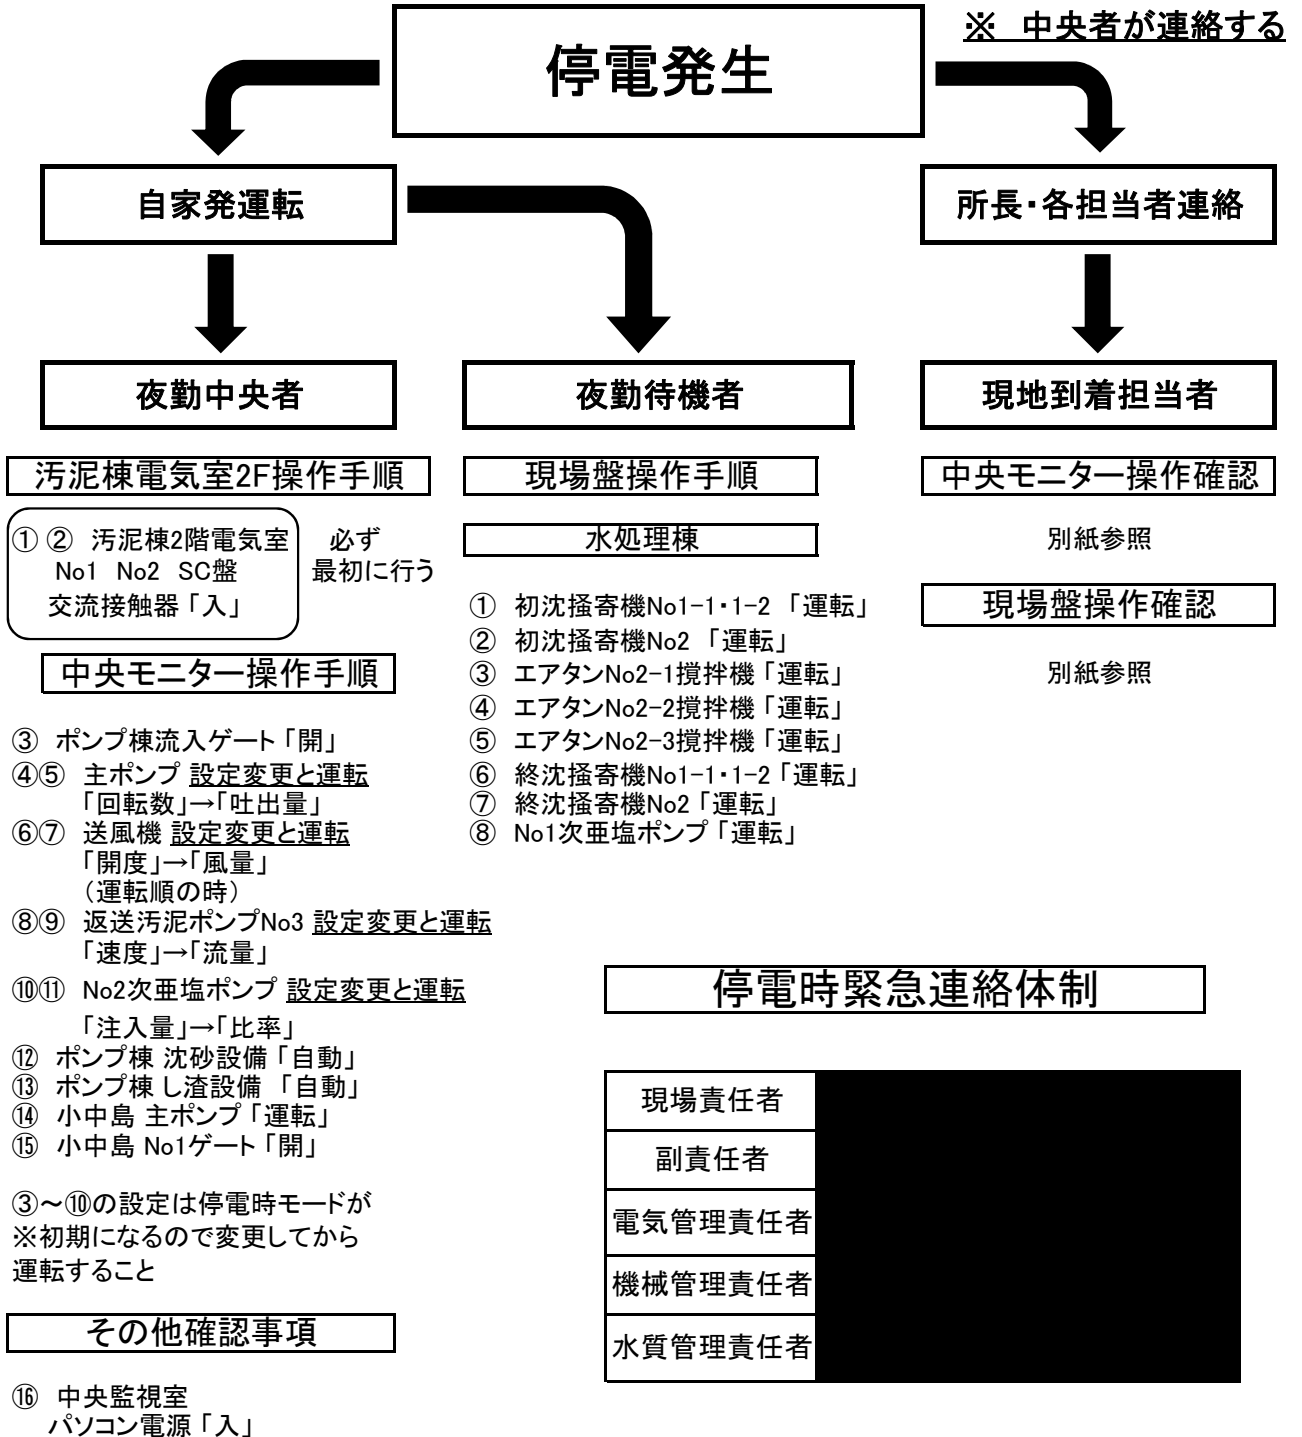 ※　中央者が連絡する
停電発生
自家発運転
所長・各担当者連絡
夜勤中央者
夜勤待機者
現地到着担当者
汚泥棟電気室2F操作手順
①②　汚泥棟2階電気室
No1　No2　SC盤
交流接触器「入」
必ず
最初に行う
中央モニター操作手順
③　ポンプ棟流入ゲート「開」
④⑤　主ポンプ 設定変更と運転
「回転数」→「吐出量」
⑥⑦　送風機 設定変更と運転
「開度」→「風量」
（運転順の時）
⑧⑨　返送汚泥ポンプNo3 設定変更と運転
「速度」→「流量」
⑩⑪　No2次亜塩ポンプ 設定変更と運転
「注入量」→「比率」
⑫　ポンプ棟 沈砂設備「自動」
⑬　ポンプ棟 し渣設備　「自動」
⑭　小中島 主ポンプ「運転」
⑮　小中島 No1ゲート「開」
③～⑩の設定は停電時モードが
※初期になるので変更してから
運転すること
その他確認事項
⑯　中央監視室
パソコン電源「入」
現場盤操作手順
水処理棟
①　初沈掻寄機No1-1・1-2　「運転」
②　初沈掻寄機No2　「運転」
③　エアタンNo2-1撹拌機「運転」
④　エアタンNo2-2撹拌機「運転」
⑤　エアタンNo2-3撹拌機「運転」
⑥　終沈掻寄機No1-1・1-2「運転」
⑦　終沈掻寄機No2「運転」
⑧　No1次亜塩ポンプ「運転」
中央モニター操作確認
別紙参照
現場盤操作確認
別紙参照
停電時緊急連絡体制
現場責任者
副責任者
電気管理責任者
機械管理責任者
水質管理責任者